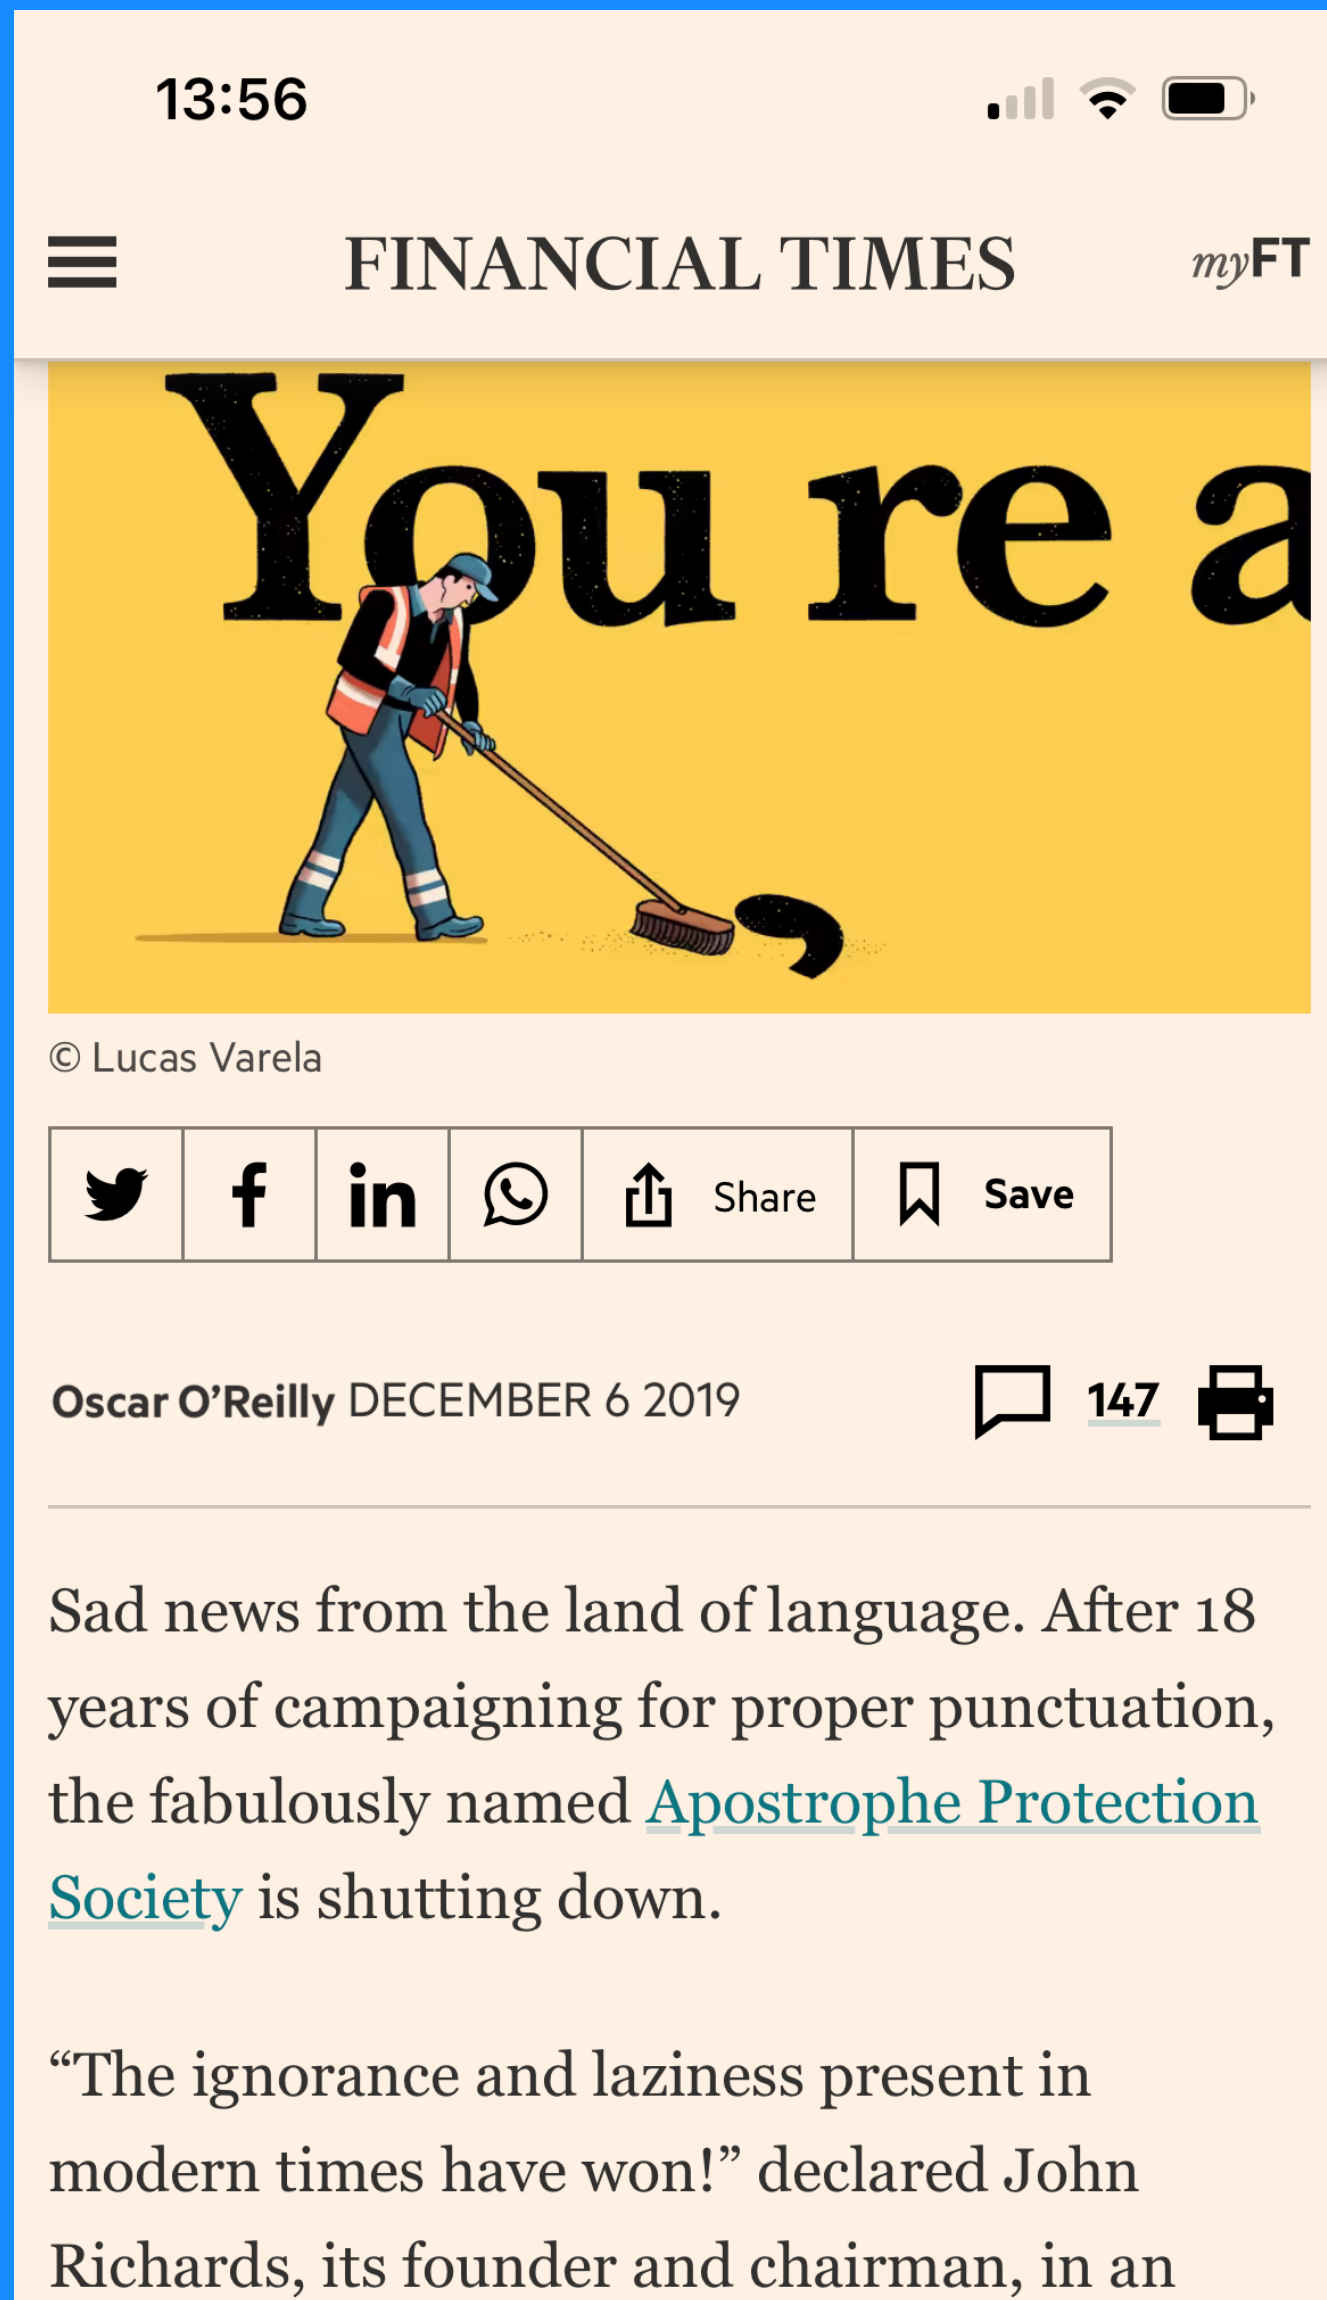 13:56
FINANCIAL TIMES
myFT
You re a
© Lucas Varela
Share
Save
Oscar O’Reilly DECEMBER 6 2019
147
Sad news from the land of language. After 18
years of campaigning for proper punctuation,
the fabulously named Apostrophe Protection
Society is shutting down.
“The ignorance and laziness present in
modern times have won!” declared John
Richards, its founder and chairman, in an